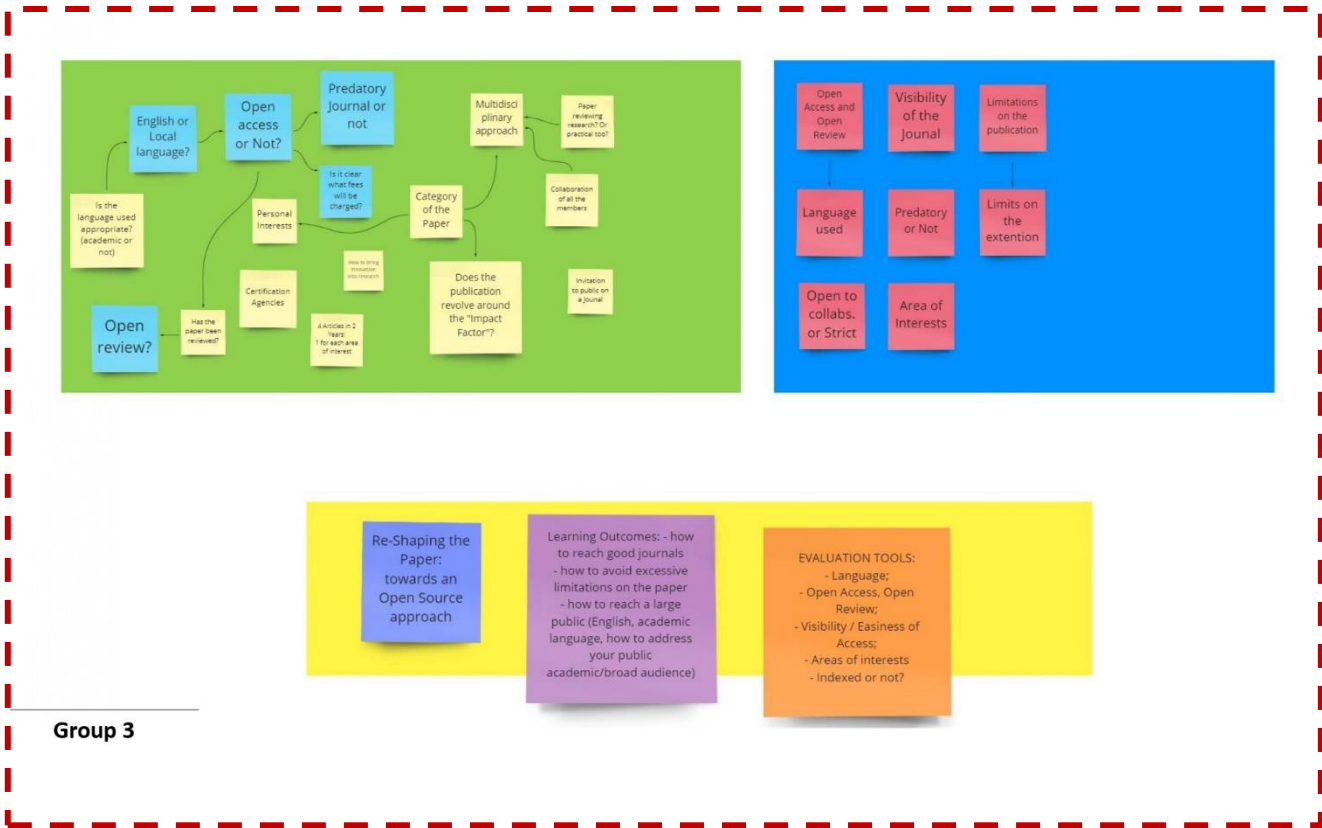 English or
Local
language?
Open
access
or Not?
Predatory
Journal or
not
Is it clear
what fees
will be
charged?
Is the
language used
appropriate?
(academic or
not)
Personal
Interests
Category
of the
Paper
Multidisci
plinary
approach
Paper
reviewing
research? Or
practical too?
Collaboration
of all the
members
How to bring
innovation
into research
Certification
Agencies
Does the
publication
revolve around
the "Impact
Factor"?
Invitation
to public on
a Jounal
Open
review?
Has the
paper been
reviewed?
4 Articles in 2
Years:
1 for each area
of interest
Open
Access and
Open
Review
Visibility
of the
Jounal
Limitations
on the
publication
Language
used
Predatory
or Not
Limits on
the
extention
Open to
collabs.
or Strict
Area of
Interests
Re-Shaping the
Paper:
towards an
Open Source
approach
Learning Outcomes: - how
to reach good journals
- how to avoid excessive
limitations on the paper
- how to reach a large
public (English, academic
language, how to address
your public
academic/broad audience)
EVALUATION TOOLS:
- Language;
- Open Access, Open
Review;
- Visibility / Easiness of
Access;
- Areas of interests
- Indexed or not?
Group 3